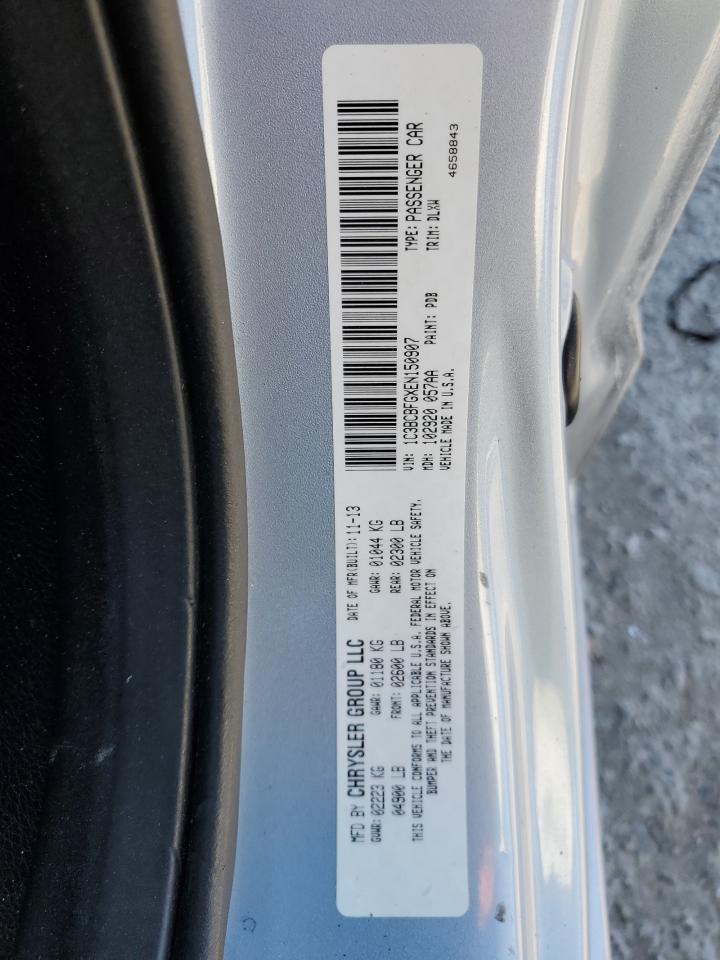 MFD BY CHRYSLER GROUP LLC DATE OF MFR(BUILT): 11-13
GVWR: 02223 KG GAWR: 01180 KG GAWR: 01044 KG
04900 LB FRONT: 02600 LB REAR: 02300 LB
THIS VEHICLE CONFORMS TO ALL APPLICABLE U.S.A. FEDERAL MOTOR VEHICLE SAFETY,
BUMPER AND THEFT PREVENTION STANDARDS IN EFFECT ON
THE DATE OF MANUFACTURE SHOWN ABOVE.
VIN: 1C3BCBFGXEN150907 TYPE: PASSENGER CAR
MDH: 102920 057AA PAINT: PDB TRIM: DLXW
VEHICLE MADE IN U.S.A. 4658843